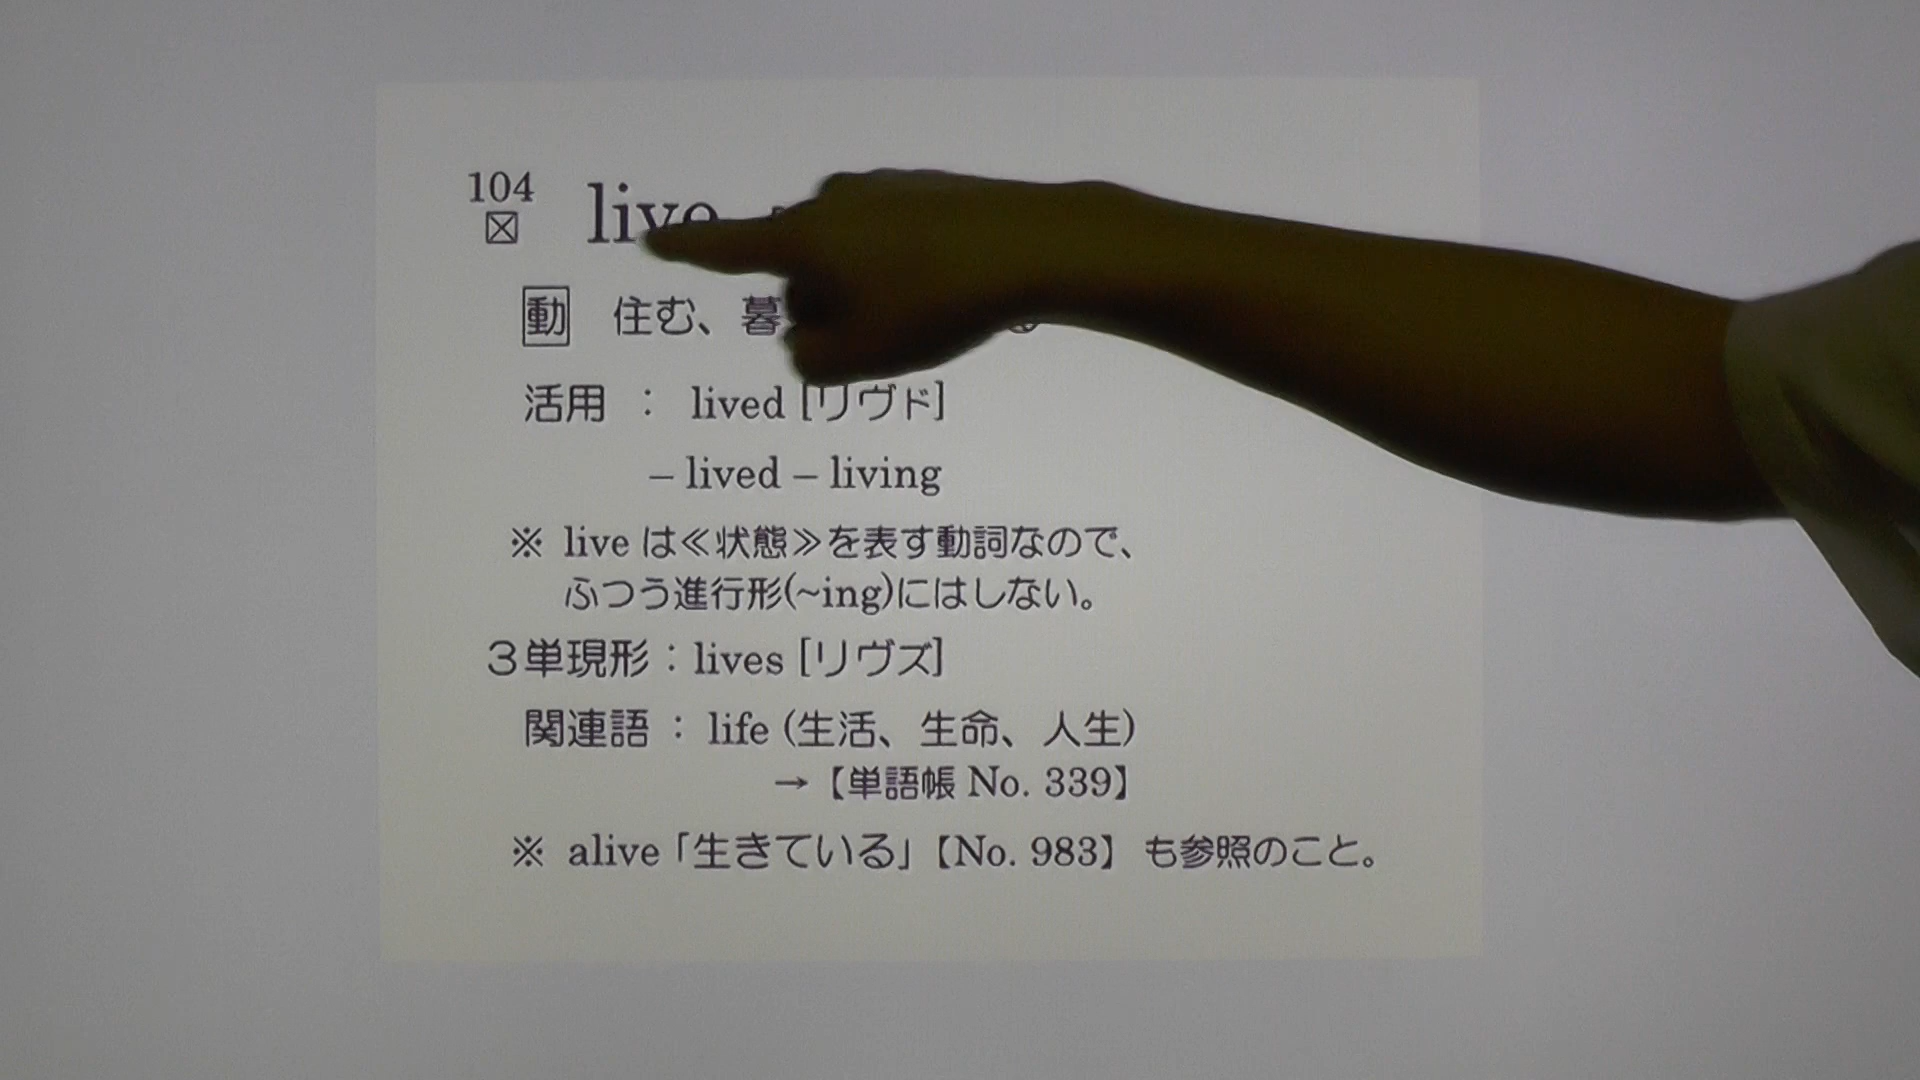 104
☒ live
動 住む、暮
活用 : lived [リヴド]
– lived – living
※ live は≪状態≫を表す動詞なので、
ふつう進行形(~ing)にはしない。
３単現形 : lives [リヴズ]
関連語 : life (生活、生命、人生)
→【単語帳 No. 339】
※ alive「生きている」【No. 983】も参照のこと。